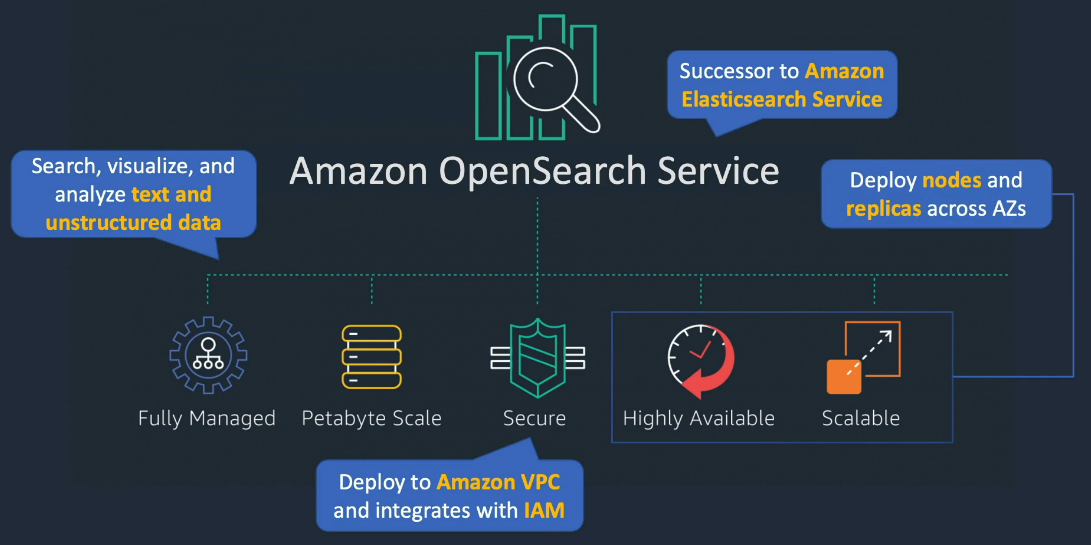 Successor to Amazon
Elasticsearch Service
Amazon OpenSearch Service
Search, visualize, and
analyze text and
unstructured data
Deploy nodes and
replicas across AZs
Fully Managed
Petabyte Scale
Secure
Highly Available
Scalable
Deploy to Amazon VPC
and integrates with IAM